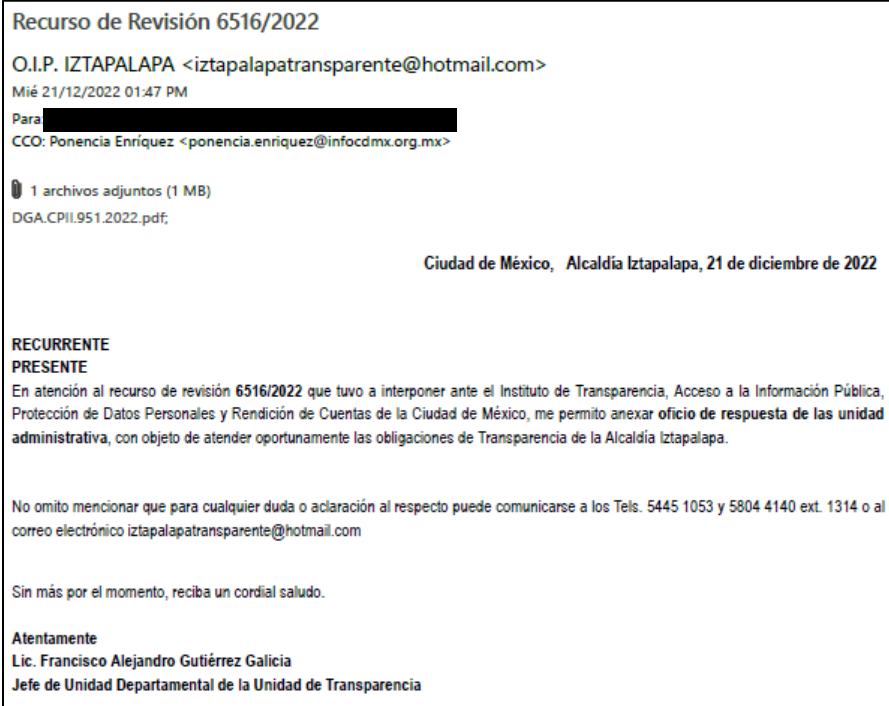 Recurso de Revisión 6516/2022
O.I.P. IZTAPALAPA <iztapalapatransparente@hotmail.com>
Mié 21/12/2022 01:47 PM
Para:
CCO: Ponencia Enríquez <ponencia.enriquez@infocdmx.org.mx>
1 archivos adjuntos (1 MB)
DGA.CPII.951.2022.pdf;
Ciudad de México, Alcaldía Iztapalapa, 21 de diciembre de 2022
RECURRENTE
PRESENTE
En atención al recurso de revisión 6516/2022 que tuvo a interponer ante el Instituto de Transparencia, Acceso a la Información Pública,
Protección de Datos Personales y Rendición de Cuentas de la Ciudad de México, me permito anexar oficio de respuesta de las unidad
administrativa, con objeto de atender oportunamente las obligaciones de Transparencia de la Alcaldía Iztapalapa.
No omito mencionar que para cualquier duda o aclaración al respecto puede comunicarse a los Tels. 5445 1053 y 5804 4140 ext. 1314 o al
correo electrónico iztapalapatransparente@hotmail.com
Sin más por el momento, reciba un cordial saludo.
Atentamente
Lic. Francisco Alejandro Gutiérrez Galicia
Jefe de Unidad Departamental de la Unidad de Transparencia